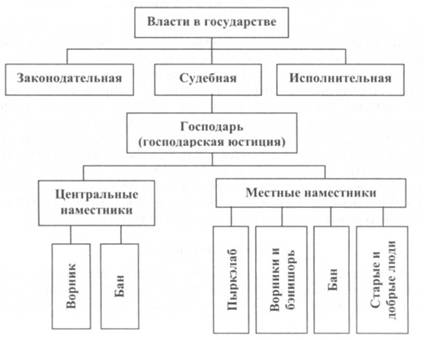 Власти в государстве
Законодательная
Судебная
Исполнительная
Господарь
(господарская юстиция)
Центральные
наместники
Местные наместники
Ворник
Бан
Пыркэлаб
Ворники и
бэнишорь
Бан
Старые и
добрые люди